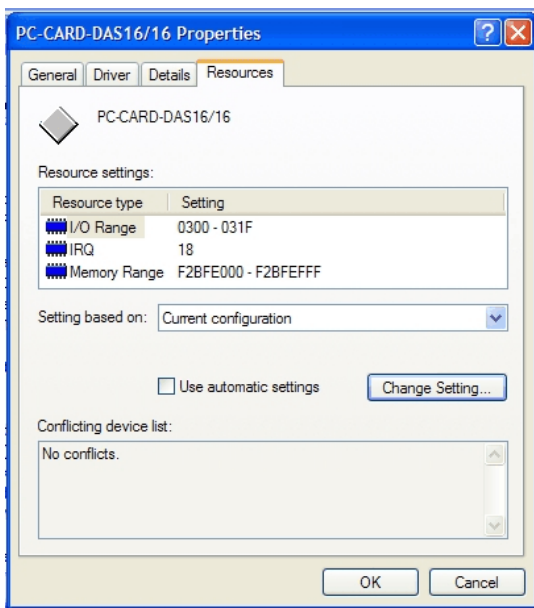 PC-CARD-DAS16/16 Properties
General Driver Details Resources
PC-CARD-DAS16/16
Resource settings:
Resource type Setting
I/O Range 0300 - 031F
IRQ 18
Memory Range F2BFE000 - F2BFEFFF
Setting based on: Current configuration
Use automatic settings Change Setting...
Conflicting device list:
No conflicts.
OK Cancel